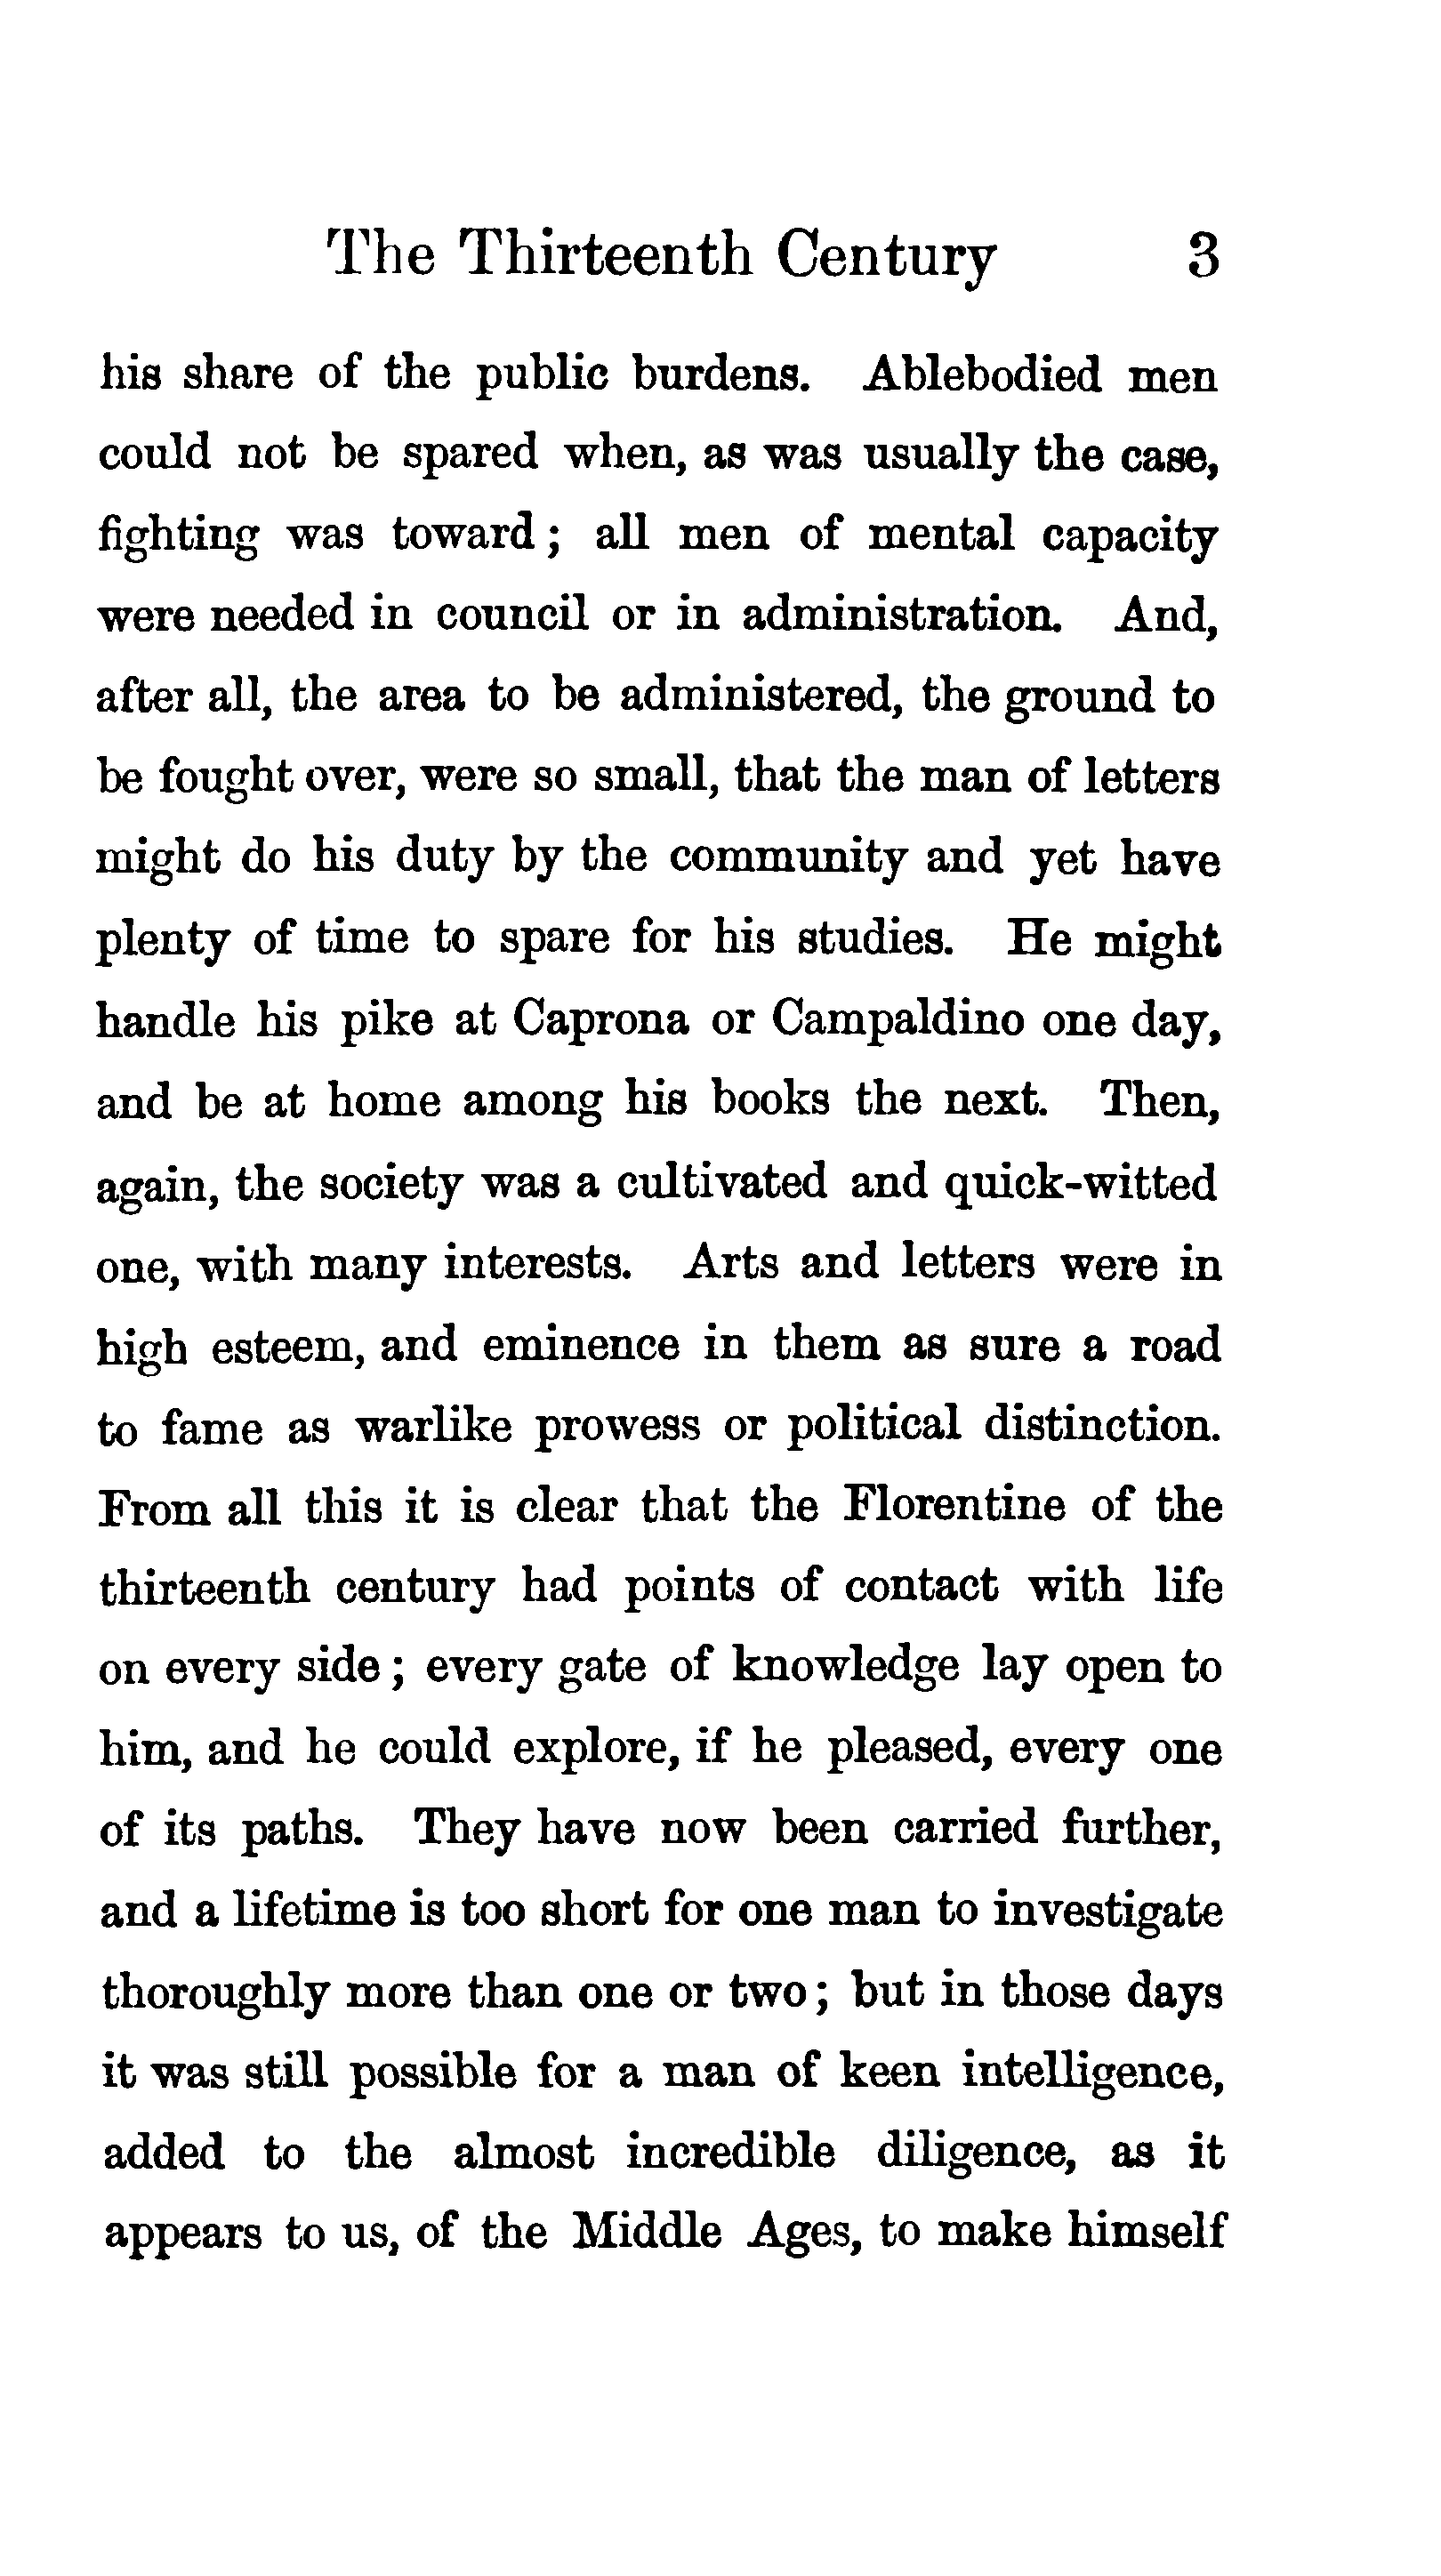 The Thirteenth Century 3
his share of the public burdens. Ablebodied men
could not be spared when, as was usually the case,
fighting was toward; all men of mental capacity
were needed in council or in administration. And,
after all, the area to be administered, the ground to
be fought over, were so small, that the man of letters
might do his duty by the community and yet have
plenty of time to spare for his studies. He might
handle his pike at Caprona or Campaldino one day,
and be at home among his books the next. Then,
again, the society was a cultivated and quick-witted
one, with many interests. Arts and letters were in
high esteem, and eminence in them as sure a road
to fame as warlike prowess or political distinction.
From all this it is clear that the Florentine of the
thirteenth century had points of contact with life
on every side; every gate of knowledge lay open to
him, and he could explore, if he pleased, every one
of its paths. They have now been carried further,
and a lifetime is too short for one man to investigate
thoroughly more than one or two; but in those days
it was still possible for a man of keen intelligence,
added to the almost incredible diligence, as it
appears to us, of the Middle Ages, to make himself